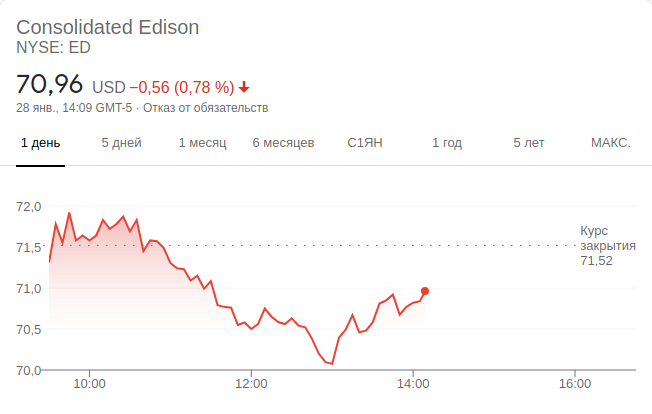 Consolidated Edison
NYSE: ED
70,96 USD −0,56 (0,78 %)
28 янв., 14:09 GMT-5 · Отказ от обязательств
1 день 5 дней 1 месяц 6 месяцев С1ЯН 1 год 5 лет МАКС.
72,0
Курс
закрытия
71,52
71,5
71,0
70,5
70,0
10:00 12:00 14:00 16:00